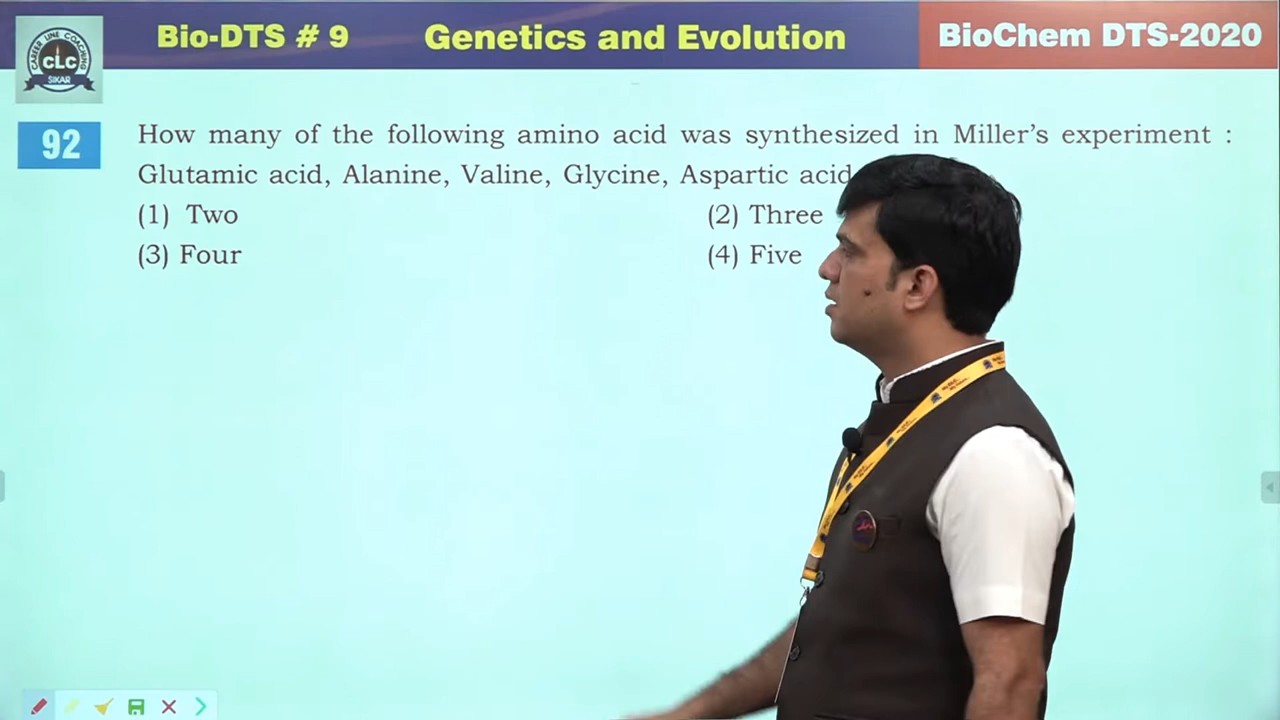 Bio-DTS # 9
Genetics and Evolution
BioChem DTS-2020
CAREER LINE COACHING
CLC
SIKAR
92
How many of the following amino acid was synthesized in Miller's experiment :
Glutamic acid, Alanine, Valine, Glycine, Aspartic acid
(1) Two
(2) Three
(3) Four
(4) Five